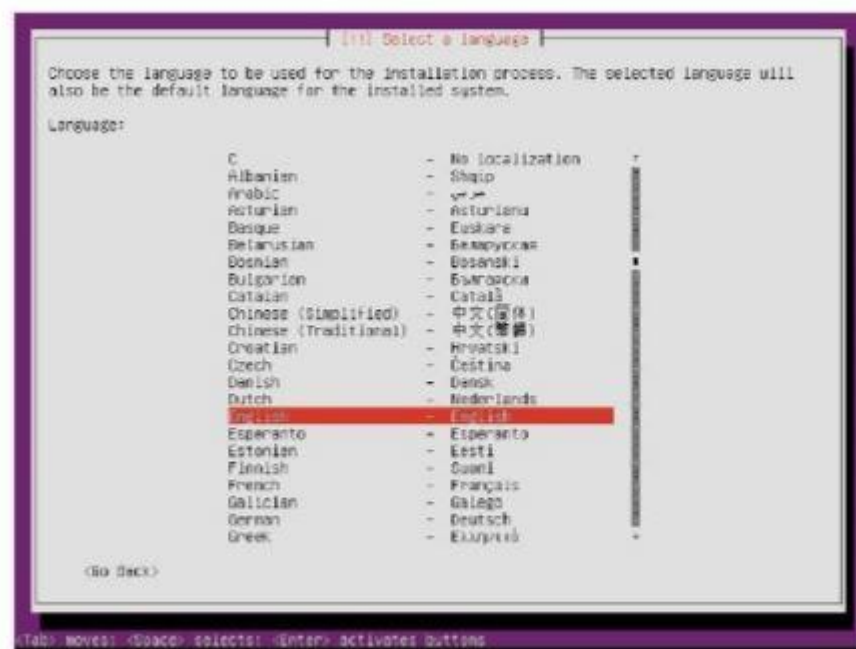 [!!] Select a language
Choose the language to be used for the installation process. The selected language will
also be the default language for the installed system.
Language:
C - No localization
Albanian - Shqip
Arabic - عربي
Asturian - Asturianu
Basque - Euskara
Belarusian - Беларуская
Bosnian - Bosanski
Bulgarian - Български
Catalan - Català
Chinese (Simplified) - 中文(简体)
Chinese (Traditional) - 中文(繁體)
Croatian - Hrvatski
Czech - Čeština
Danish - Dansk
Dutch - Nederlands
English - English
Esperanto - Esperanto
Estonian - Eesti
Finnish - Suomi
French - Français
Galician - Galego
German - Deutsch
Greek - Ελληνικά
<Go Back>
<Tab> moves; <Space> selects; <Enter> activates buttons